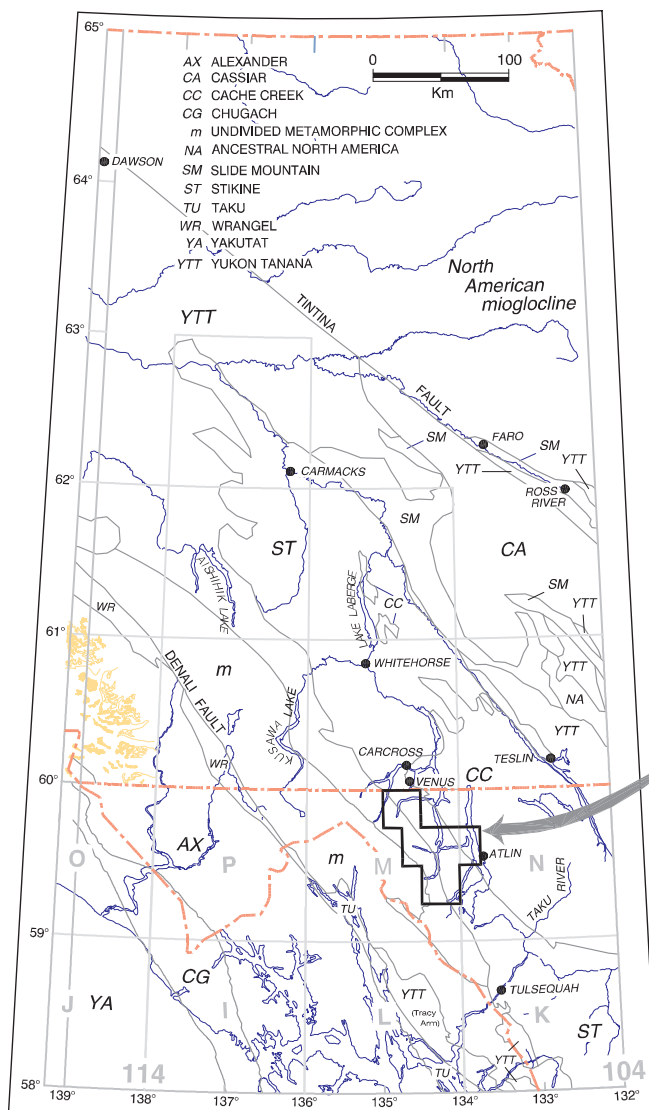 65°
0 100
Km
AX ALEXANDER
CA CASSIAR
CC CACHE CREEK
CG CHUGACH
m UNDIVIDED METAMORPHIC COMPLEX
NA ANCESTRAL NORTH AMERICA
SM SLIDE MOUNTAIN
ST STIKINE
TU TAKU
WR WRANGEL
YA YAKUTAT
YTT YUKON TANANA
DAWSON
64°
North
American
mioglocline
YTT
TINTINA
FAULT
63°
SM
FARO
SM
YTT
YTT
CARMACKS
ROSS
RIVER
62°
SM
ST
CA
AISHIHIK LAKE
LAKE LABERGE
CC
SM
YTT
WR
61°
DENALI FAULT
m
WHITEHORSE
YTT
NA
KUSAWA LAKE
YTT
CARCROSS
TESLIN
WR
VENUS
CC
60°
AX
O
P
m
M
ATLIN
N
TAKU RIVER
TU
59°
CG
YA
J
I
L
YTT
(Tracy
Arm)
TULSEQUAH
K
ST
YTT
TU
114
104
58°
139° 138° 137° 136° 135° 134° 133° 132°